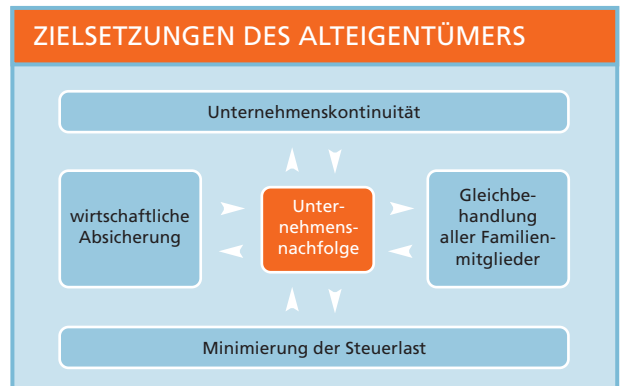 ZIELSETZUNGEN DES ALTEIGENTÜMERS
Unternehmenskontinuität
wirtschaftliche
Absicherung
Unter-
nehmens-
nachfolge
Gleichbe-
handlung
aller Familien-
mitglieder
Minimierung der Steuerlast